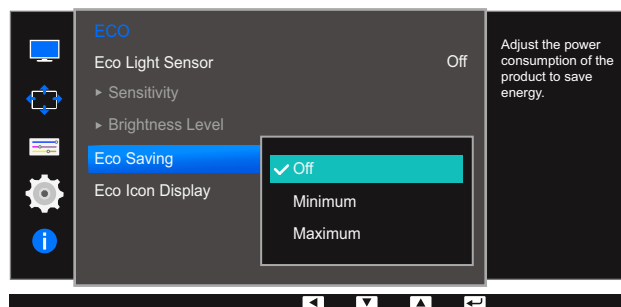 ECO
Eco Light Sensor Off
▸ Sensitivity
▸ Brightness Level
Eco Saving
Eco Icon Display
Off
Minimum
Maximum
Adjust the power
consumption of the
product to save
energy.